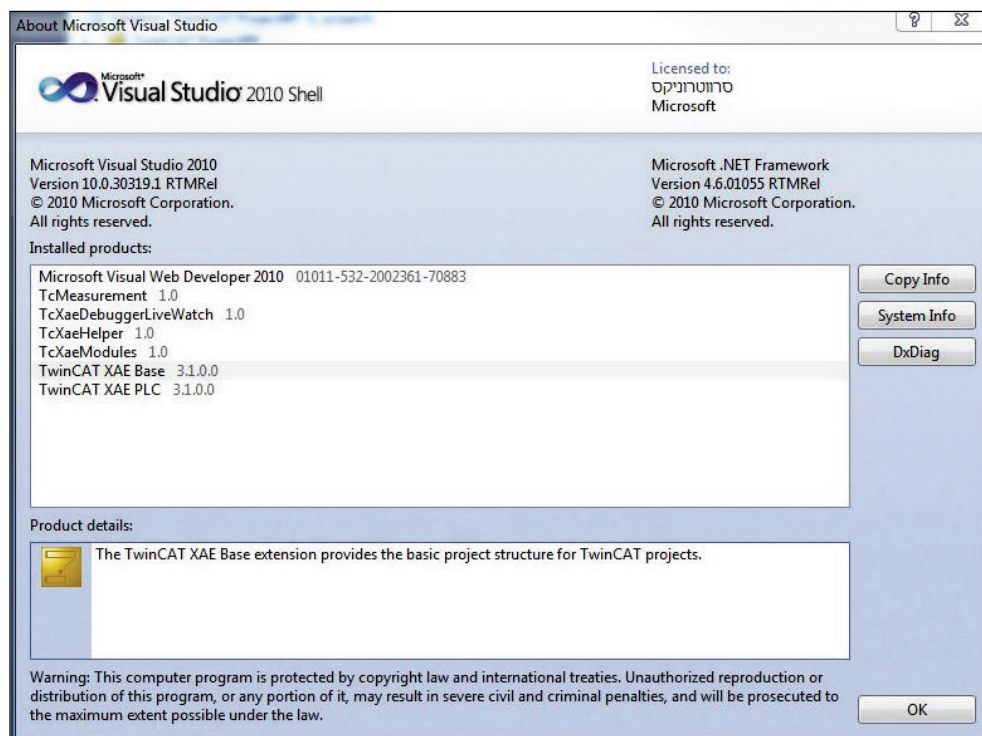 About Microsoft Visual Studio
Microsoft®
Visual Studio® 2010 Shell
Licensed to:
סרווטרוניקס
Microsoft
Microsoft Visual Studio 2010
Version 10.0.30319.1 RTMRel
© 2010 Microsoft Corporation.
All rights reserved.
Microsoft .NET Framework
Version 4.6.01055 RTMRel
© 2010 Microsoft Corporation.
All rights reserved.
Installed products:
Microsoft Visual Web Developer 2010 01011-532-2002361-70883
TcMeasurement 1.0
TcXaeDebuggerLiveWatch 1.0
TcXaeHelper 1.0
TcXaeModules 1.0
TwinCAT XAE Base 3.1.0.0
TwinCAT XAE PLC 3.1.0.0
Copy Info
System Info
DxDiag
Product details:
The TwinCAT XAE Base extension provides the basic project structure for TwinCAT projects.
Warning: This computer program is protected by copyright law and international treaties. Unauthorized reproduction or
distribution of this program, or any portion of it, may result in severe civil and criminal penalties, and will be prosecuted to
the maximum extent possible under the law.
OK